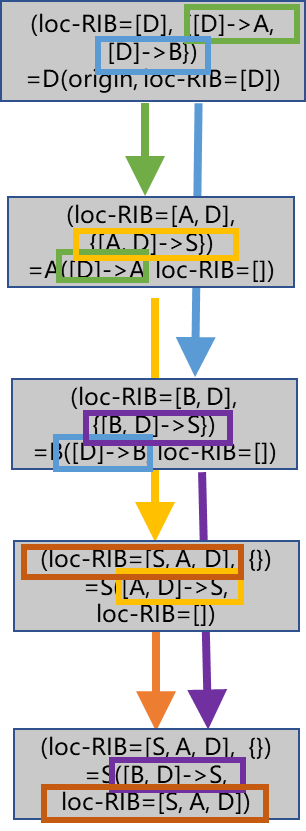 (loc-RIB=[D], {[D]->A,
[D]->B})
=D(origin, loc-RIB=[D])
(loc-RIB=[A, D],
{[A, D]->S})
=A([D]->A, loc-RIB=[])
(loc-RIB=[B, D],
{[B, D]->S})
=B([D]->B, loc-RIB=[])
(loc-RIB=[S, A, D], {})
=S([A, D]->S,
loc-RIB=[])
(loc-RIB=[S, A, D], {})
=S([B, D]->S,
loc-RIB=[S, A, D])